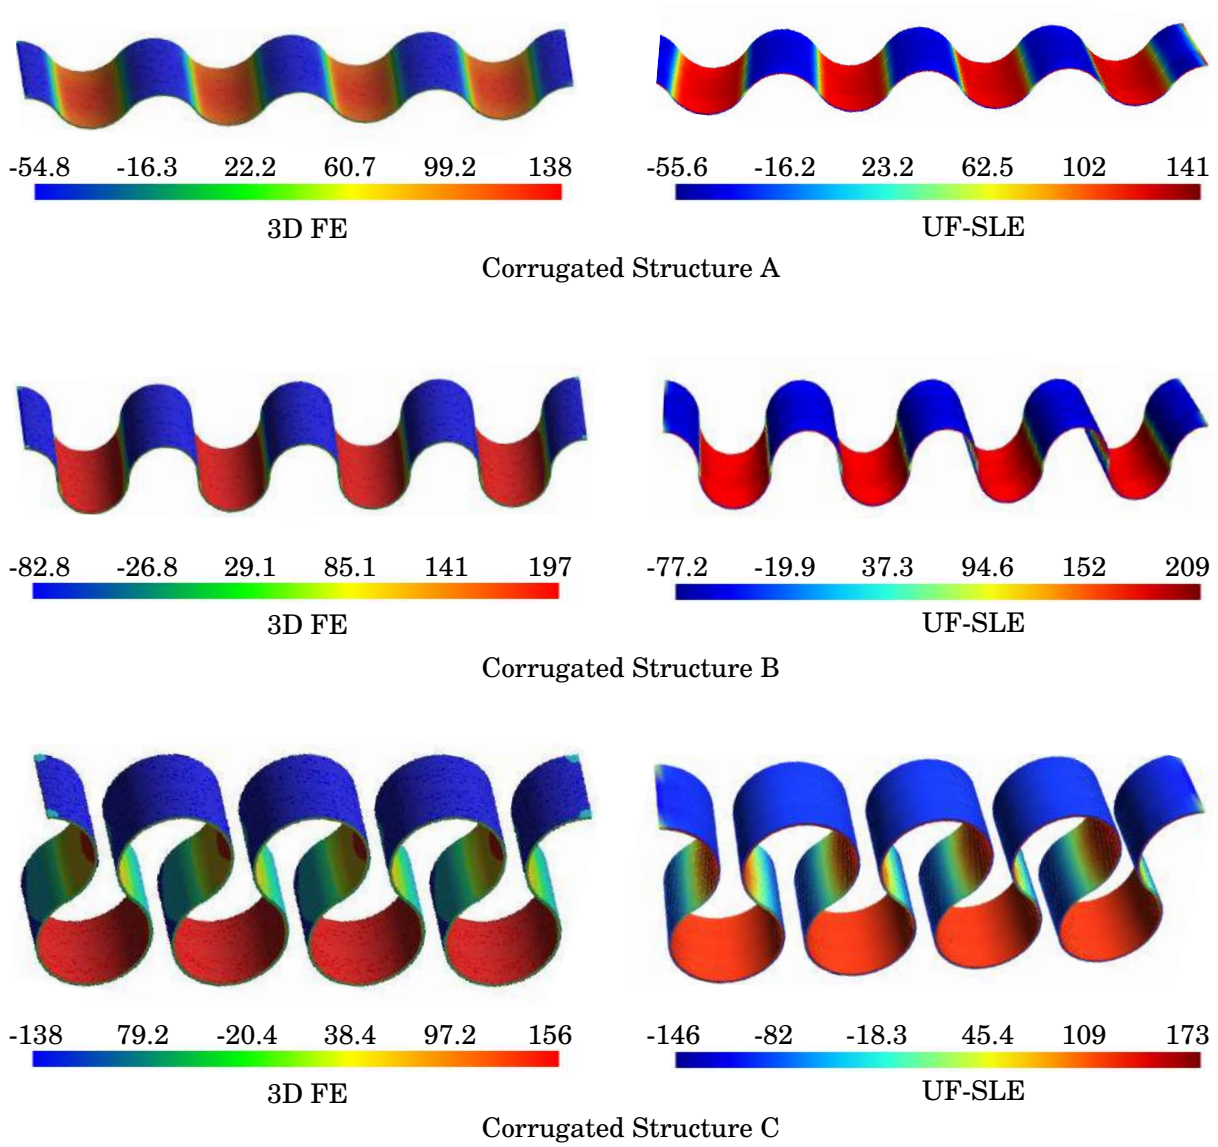 -54.8 -16.3 22.2 60.7 99.2 138
3D FE
-55.6 -16.2 23.2 62.5 102 141
UF-SLE
Corrugated Structure A
-82.8 -26.8 29.1 85.1 141 197
3D FE
-77.2 -19.9 37.3 94.6 152 209
UF-SLE
Corrugated Structure B
-138 79.2 -20.4 38.4 97.2 156
3D FE
-146 -82 -18.3 45.4 109 173
UF-SLE
Corrugated Structure C